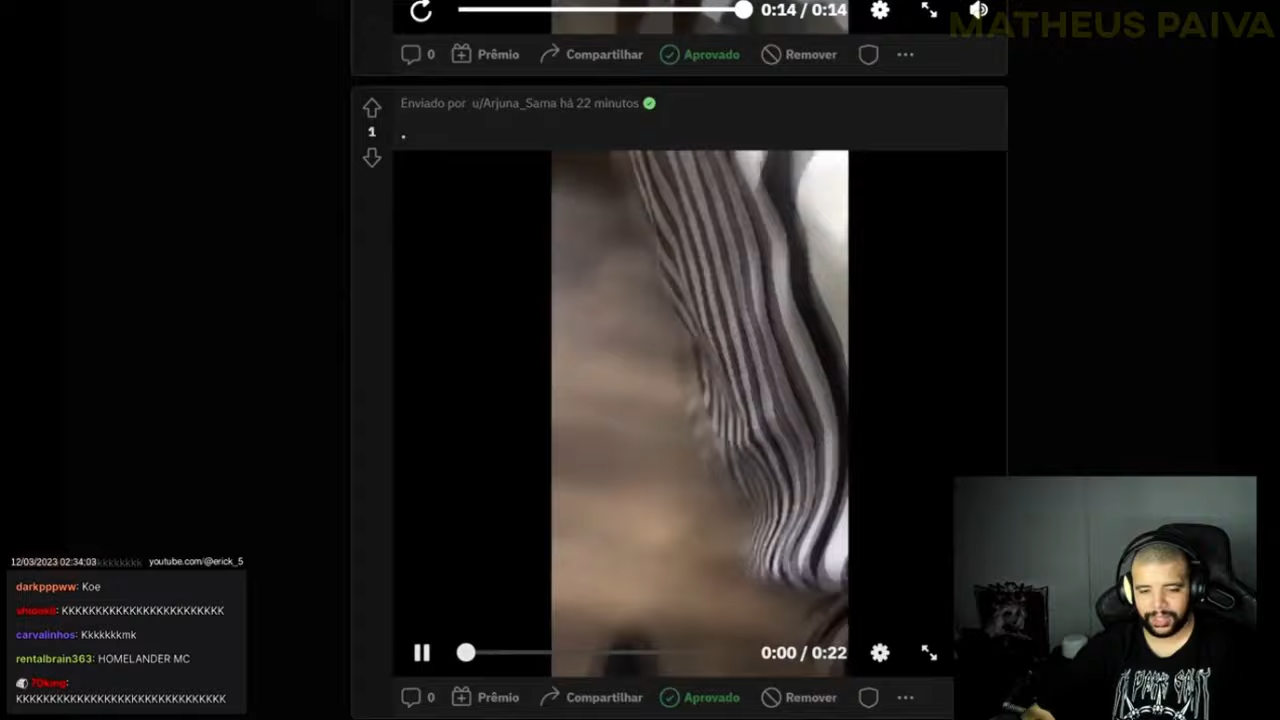 0:14 / 0:14
MATHEUS PAIVA
0 Prêmio Compartilhar Aprovado Remover
Enviado por u/Arjuna_Sama há 22 minutos
1
.
0:00 / 0:22
0 Prêmio Compartilhar Aprovado Remover
12/03/2023 02:34:03 youtube.com/@erick_5
darkpppww: Koe
KKKKKKKKKKKKKKKKKKKKKKKK
carvalinhos: Kkkkkkkmk
rentalbrain363: HOMELANDER MC
70king:
KKKKKKKKKKKKKKKKKKKKKKKKKKKKKKK